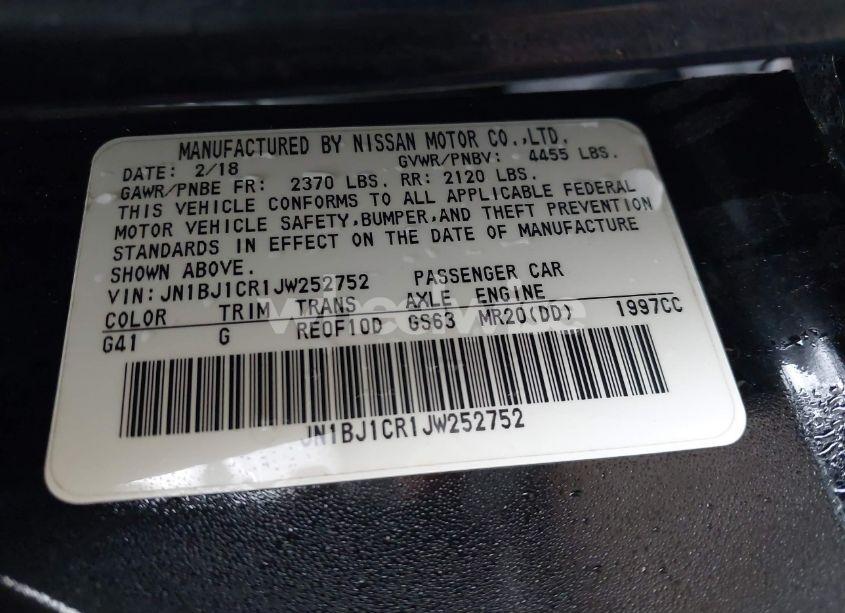 MANUFACTURED BY NISSAN MOTOR CO.,LTD.
DATE: 2/18 GVWR/PNBV: 4455 LBS.
GAWR/PNBE FR: 2370 LBS. RR: 2120 LBS.
THIS VEHICLE CONFORMS TO ALL APPLICABLE FEDERAL
MOTOR VEHICLE SAFETY,BUMPER,AND THEFT PREVENTION
STANDARDS IN EFFECT ON THE DATE OF MANUFACTURE
SHOWN ABOVE.
VIN:JN1BJ1CR1JW252752 PASSENGER CAR
COLOR TRIM TRANS AXLE ENGINE
G41 G RE0F10D GS63 MR20(DD) 1997CC
JN1BJ1CR1JW252752